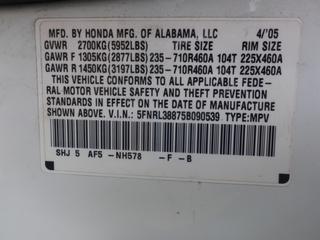 MFD. BY HONDA MFG. OF ALABAMA, LLC 4/'05
GVWR 2700KG(5952LBS) TIRE SIZE RIM SIZE
GAWR F 1305KG(2877LBS)235-710R460A 104T 225X460A
GAWR R 1450KG(3197LBS)235-710R460A 104T 225X460A
THIS VEHICLE CONFORMS TO ALL APPLICABLE FEDE-
RAL MOTOR VEHICLE SAFETY AND THEFT PREVENTION
STANDARDS IN EFFECT ON THE DATE OF MANUFACTURE
SHOWN ABOVE. V.I.N.: 5FNRL38875B090539 TYPE:MPV
SHJ 5 AF5 -NH578 -F -B